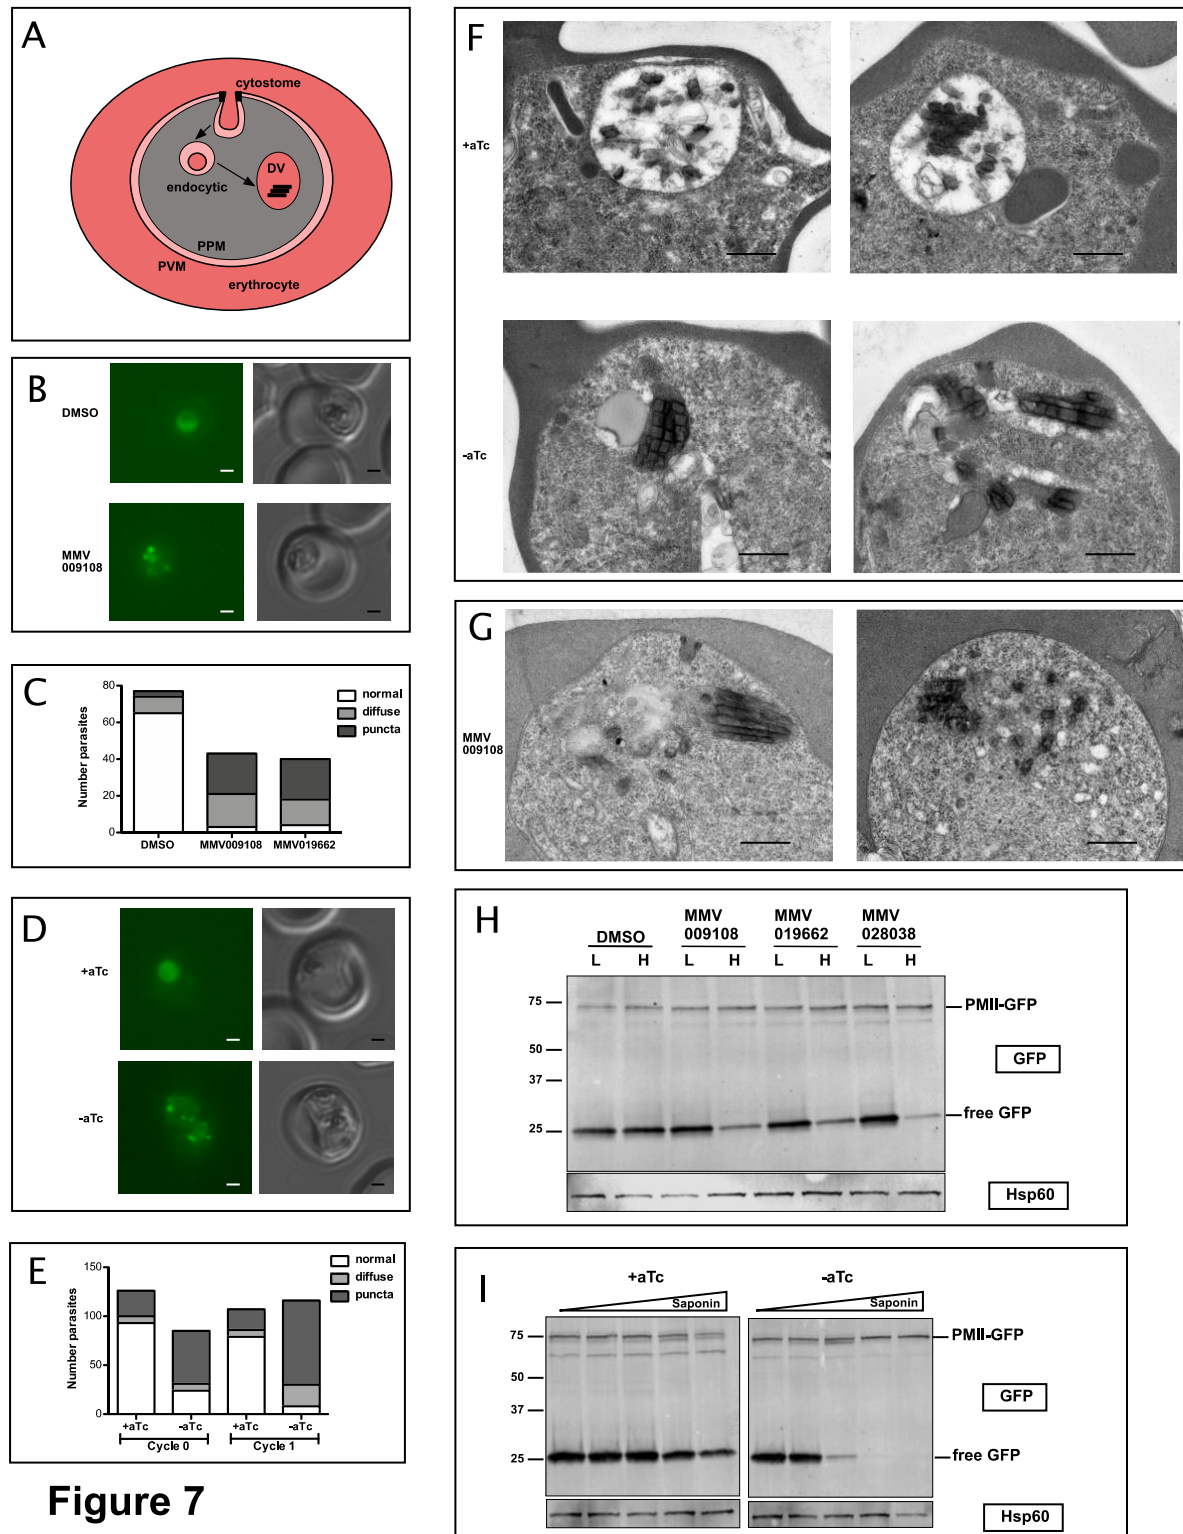 A
cytostome
DV
endocytic
PPM
PVM
erythrocyte
B
DMSO
MMV
009108
C
80
60
40
20
0
Number parasites
normal
diffuse
puncta
DMSO
MMV009108
MMV019662
D
+aTc
-aTc
E
150
100
50
0
Number parasites
normal
diffuse
puncta
+aTc
-aTc
+aTc
-aTc
Cycle 0
Cycle 1
Figure 7
F
+aTc
-aTc
G
MMV
009108
H
DMSO
MMV
009108
MMV
019662
MMV
028038
L H L H L H L H
75
50
37
25
PMII-GFP
GFP
free GFP
Hsp60
I
+aTc
-aTc
Saponin
Saponin
75
50
37
25
PMII-GFP
GFP
free GFP
Hsp60